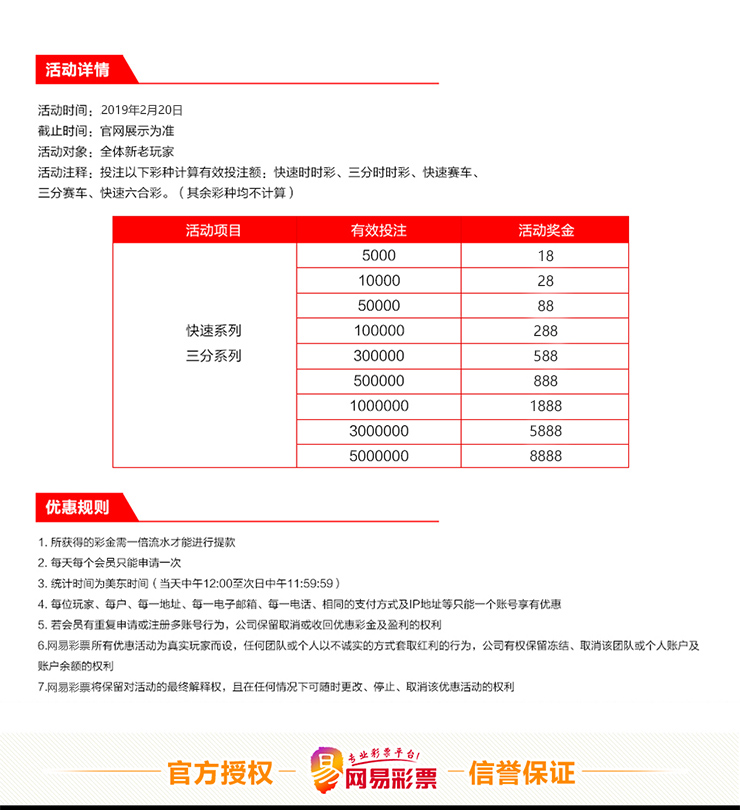 活动详情
活动时间：2019年2月20日
截止时间：官网展示为准
活动对象：全体新老玩家
活动注释：投注以下彩种计算有效投注额：快速时时彩、三分时时彩、快速赛车、
三分赛车、快速六合彩。（其余彩种均不计算）
活动项目 有效投注 活动奖金
5000 18
10000 28
50000 88
快速系列 100000 288
三分系列 300000 588
500000 888
1000000 1888
3000000 5888
5000000 8888
优惠规则
1. 所获得的彩金需一倍流水才能进行提款
2. 每天每个会员只能申请一次
3. 统计时间为美东时间（当天中午12:00至次日中午11:59:59）
4. 每位玩家、每户、每一地址、每一电子邮箱、每一电话、相同的支付方式及IP地址等只能一个账号享有优惠
5. 若会员有重复申请或注册多账号行为，公司保留取消或收回优惠彩金及盈利的权利
6.网易彩票所有优惠活动为真实玩家而设，任何团队或个人以不诚实的方式套取红利的行为，公司有权保留冻结、取消该团队或个人账户及
账户余额的权利
7.网易彩票将保留对活动的最终解释权，且在任何情况下可随时更改、停止、取消该优惠活动的权利
专业彩票平台！
官方授权 易 网易彩票 信誉保证